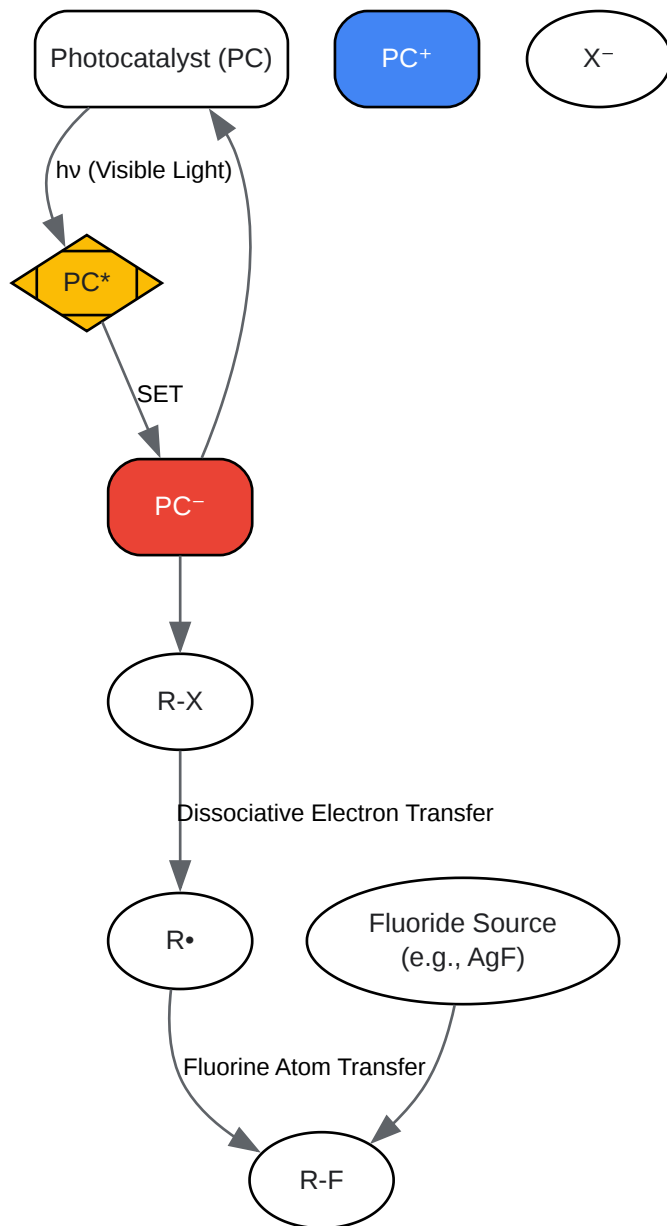 Photocatalyst (PC)
PC⁺
X⁻
hν (Visible Light)
PC*
SET
PC⁻
R-X
Dissociative Electron Transfer
R•
Fluoride Source
(e.g., AgF)
Fluorine Atom Transfer
R-F